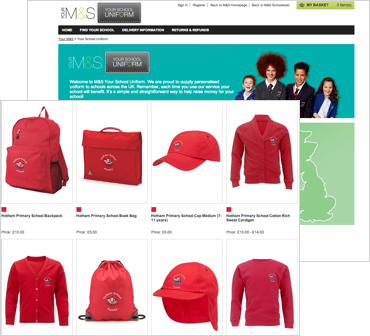 Sign in | Register | Back to M&S Homepage | Back to M&S Schoolwear
MY BASKET 0 item(s)
YOUR M&S
YOUR SCHOOL UNIFORM
HOME FIND YOUR SCHOOL DELIVERY INFORMATION RETURNS & REFUNDS
Your M&S > Your School Uniform
YOUR M&S YOUR SCHOOL UNIFORM
Welcome to M&S Your School Uniform. We are proud to supply personalised
uniform to schools across the UK. Remember, each time you use our service your
school will benefit. It's a simple and straightforward way to help raise money for your
school!
Hotham Primary School Backpack
Price: £10.00
Hotham Primary School Book Bag
Price: £5.00
Hotham Primary School Cap Medium (7-
11 years)
Price: £5.00
Hotham Primary School Cotton Rich
Sweat Cardigan
Price: £10.00 - £14.00